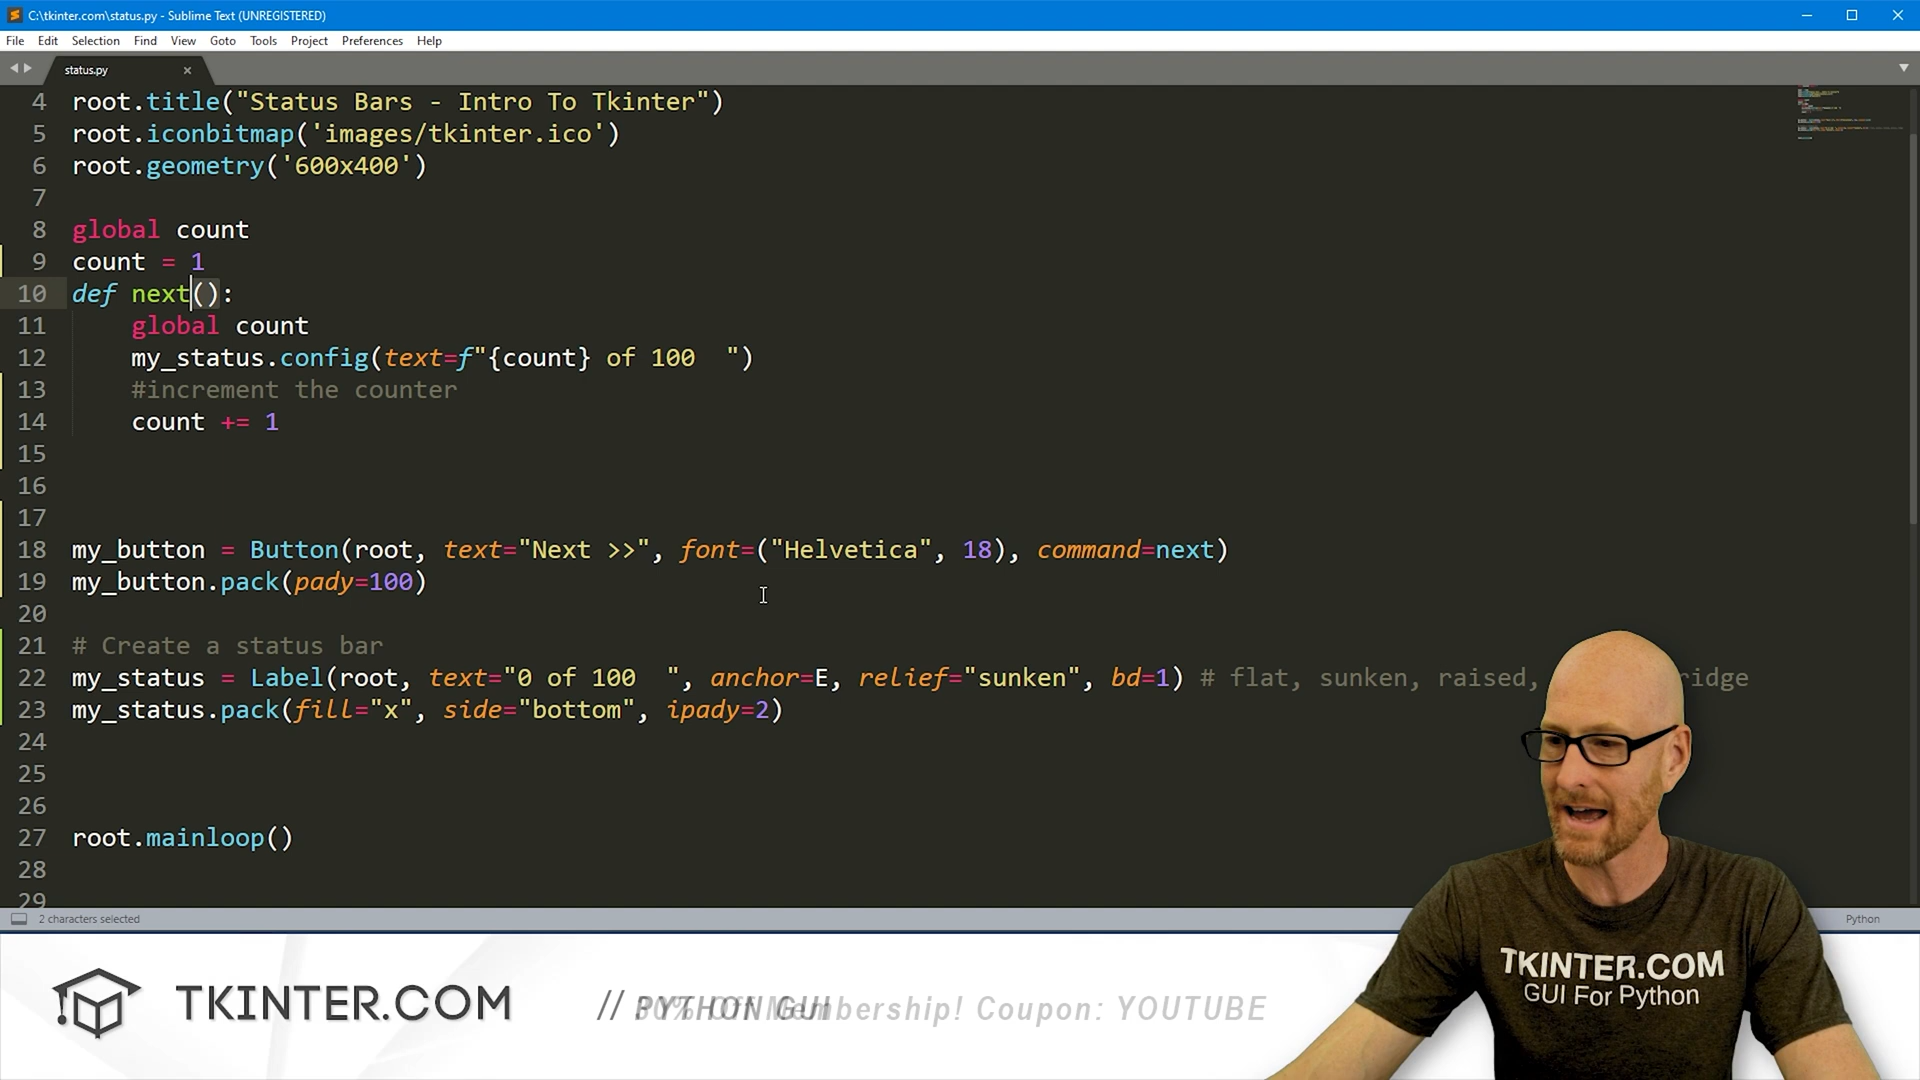 C:\tkinter.com\status.py - Sublime Text (UNREGISTERED)
File Edit Selection Find View Goto Tools Project Preferences Help
status.py
4 root.title("Status Bars - Intro To Tkinter")
5 root.iconbitmap('images/tkinter.ico')
6 root.geometry('600x400')
7
8 global count
9 count = 1
10 def next():
11 global count
12 my_status.config(text=f"{count} of 100  ")
13 #increment the counter
14 count += 1
15
16
17
18 my_button = Button(root, text="Next >>", font=("Helvetica", 18), command=next)
19 my_button.pack(pady=100)
20
21 # Create a status bar
22 my_status = Label(root, text="0 of 100  ", anchor=E, relief="sunken", bd=1) # flat, sunken, raised, ridge
23 my_status.pack(fill="x", side="bottom", ipady=2)
24
25
26
27 root.mainloop()
28
29
2 characters selected
Python
TKINTER.COM
// PYTHON GUI Membership! Coupon: YOUTUBE
TKINTER.COM
GUI For Python